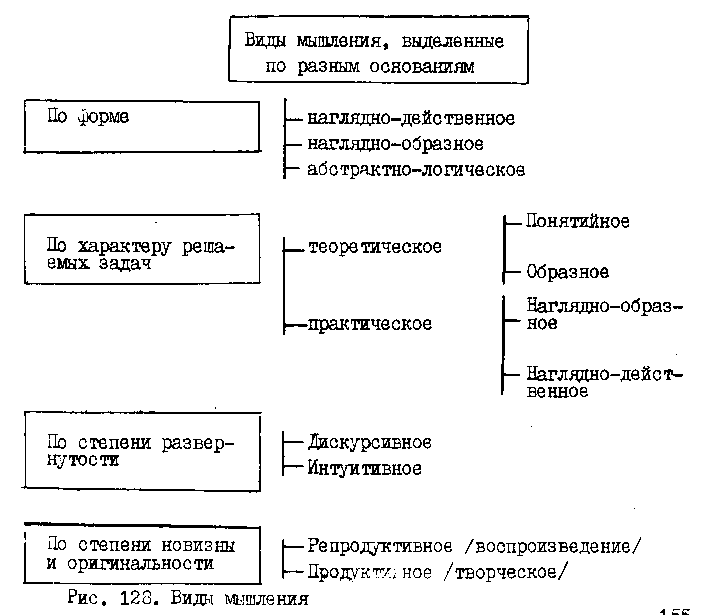 Виды мышления, выделенные
по разным основаниям
По форме
наглядно-действенное
наглядно-образное
абстрактно-логическое
По характеру реша-
емых задач
теоретическое
Понятийное
Образное
практическое
Наглядно-образ-
ное
Наглядно-дейст-
венное
По степени развер-
нутости
Дискурсивное
Интуитивное
По степени новизны
и оригинальности
Репродуктивное /воспроизведение/
Продуктивное /творческое/
Рис. 128. Виды мышления